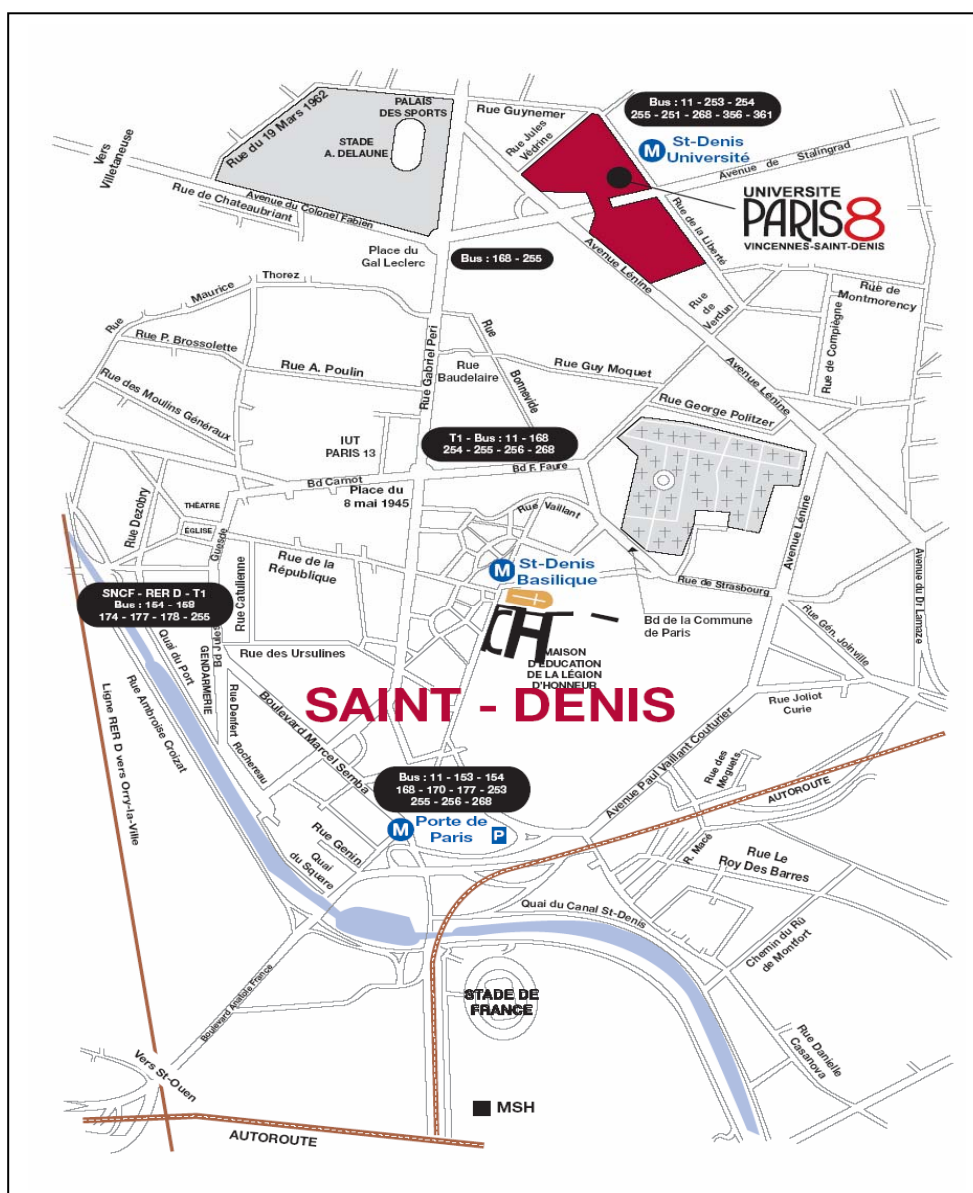 Rue du 19 Mars 1962
PALAIS
DES SPORTS
STADE
A. DELAUNE
Rue Guynemer
Rue Jules
Védrine
Bus : 11 - 253 - 254
255 - 251 - 268 - 356 - 361
M St-Denis
Université
Avenue de Stalingrad
UNIVERSITE
PARIS8
VINCENNES-SAINT-DENIS
Vers
Villetaneuse
Rue de Chateaubriant
Avenue du Colonel Fabien
Place du
Gal Leclerc
Bus : 168 - 255
Avenue Lénine
Rue de la Liberté
Rue
de
Verdun
Rue de
Montmorency
Rue de Compiègne
Rue Maurice Thorez
Rue P. Brossolette
Rue A. Poulin
Rue des Moulins Généraux
Rue Gabriel Peri
Rue
Baudelaire
Rue Bonnevide
Rue Guy Moquet
Avenue Lénine
Rue George Politzer
IUT
PARIS 13
T1 - Bus : 11 - 168
254 - 255 - 256 - 268
Bd Carnot
Bd F. Faure
Place du
8 mai 1945
Rue Dezobry
THÉATRE
ÉGLISE
Rue Vaillant
Avenue Lénine
Avenue du Dr Lamaze
Rue de la
République
M St-Denis
Basilique
Rue de Strasbourg
SNCF - RER D - T1
Bus : 154 - 158
174 - 177 - 178 - 255
Rue Catulienne
Bd Jules Guesde
Bd de la Commune
de Paris
Rue Gén. Joinville
Rue des Ursulines
MAISON
D'ÉDUCATION
DE LA LÉGION
D'HONNEUR
Quai du Port
GENDARMERIE
SAINT - DENIS
Rue Joliot
Curie
Ligne RER D vers Orry-la-Ville
Rue Ambroise Croizat
Rue Denfert
Rochereau
Boulevard Marcel Semba
Avenue Paul Vaillant Couturier
Rue des
Moguets
AUTOROUTE
Bus : 11 - 153 - 154
168 - 170 - 177 - 253
255 - 256 - 268
M Porte de
Paris
P
Rue Genin
Quai
du Square
R. Macé
Rue Le
Roy Des Barres
Quai du Canal St-Denis
Chemin du Rû
de Montfort
Boulevard Anatole France
STADE DE
FRANCE
Rue Danielle
Casanova
Vers St-Ouen
MSH
AUTOROUTE